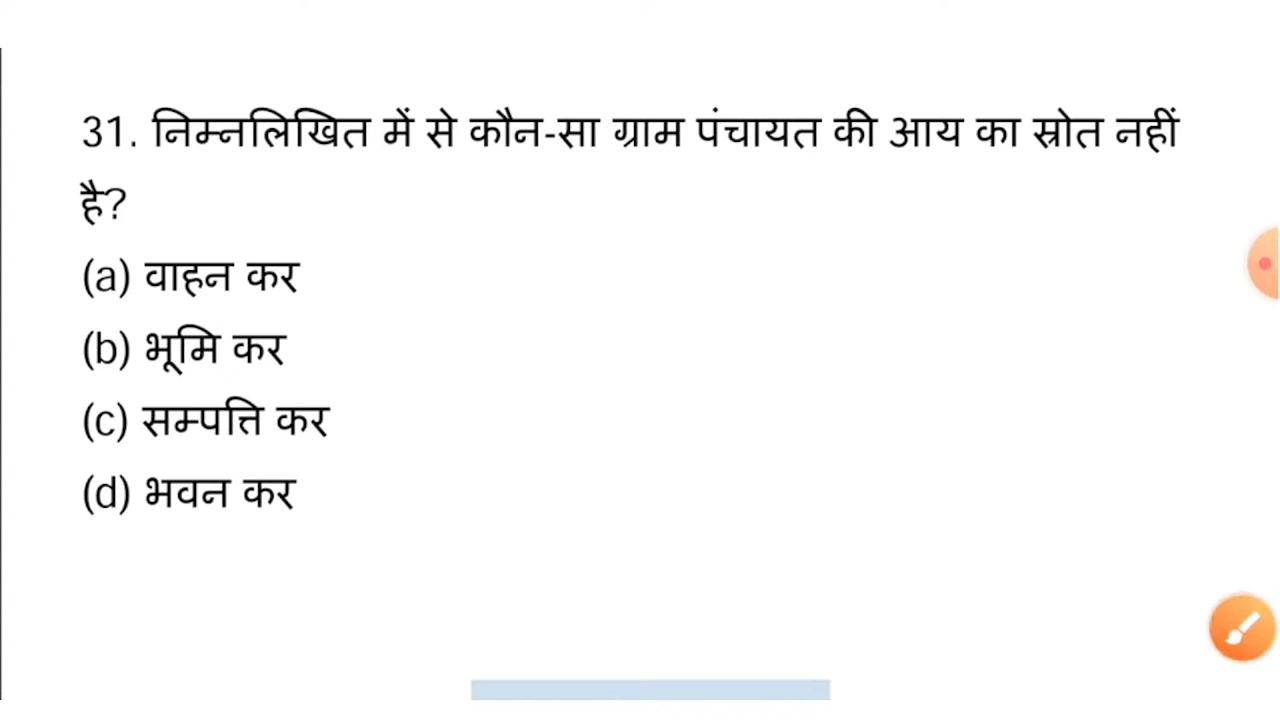 31. निम्नलिखित में से कौन-सा ग्राम पंचायत की आय का स्रोत नहीं
है?
(a) वाहन कर
(b) भूमि कर
(c) सम्पत्ति कर
(d) भवन कर